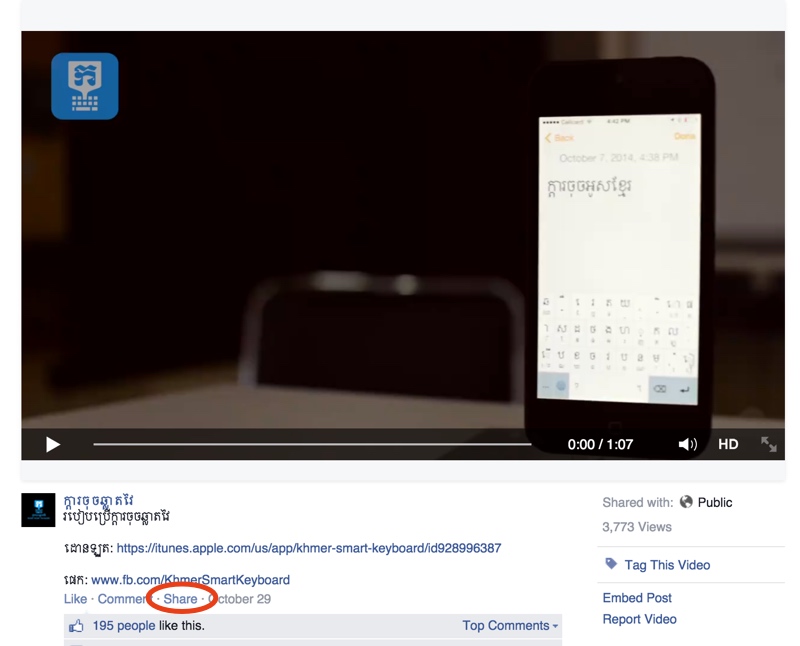 4:42 PM
Back
Done
October 7, 2014, 4:38 PM
ក្ដារចុចអូសខ្មែរ
0:00 / 1:07
HD
ក្ដារចុចឆ្លាតវៃ
របៀបប្រើក្ដារចុចឆ្លាតវៃ
ដោនឡូត: https://itunes.apple.com/us/app/khmer-smart-keyboard/id928996387
ផេក: www.fb.com/KhmerSmartKeyboard
Like · Comment · Share · October 29
195 people like this.
Top Comments
Shared with: Public
3,773 Views
Tag This Video
Embed Post
Report Video